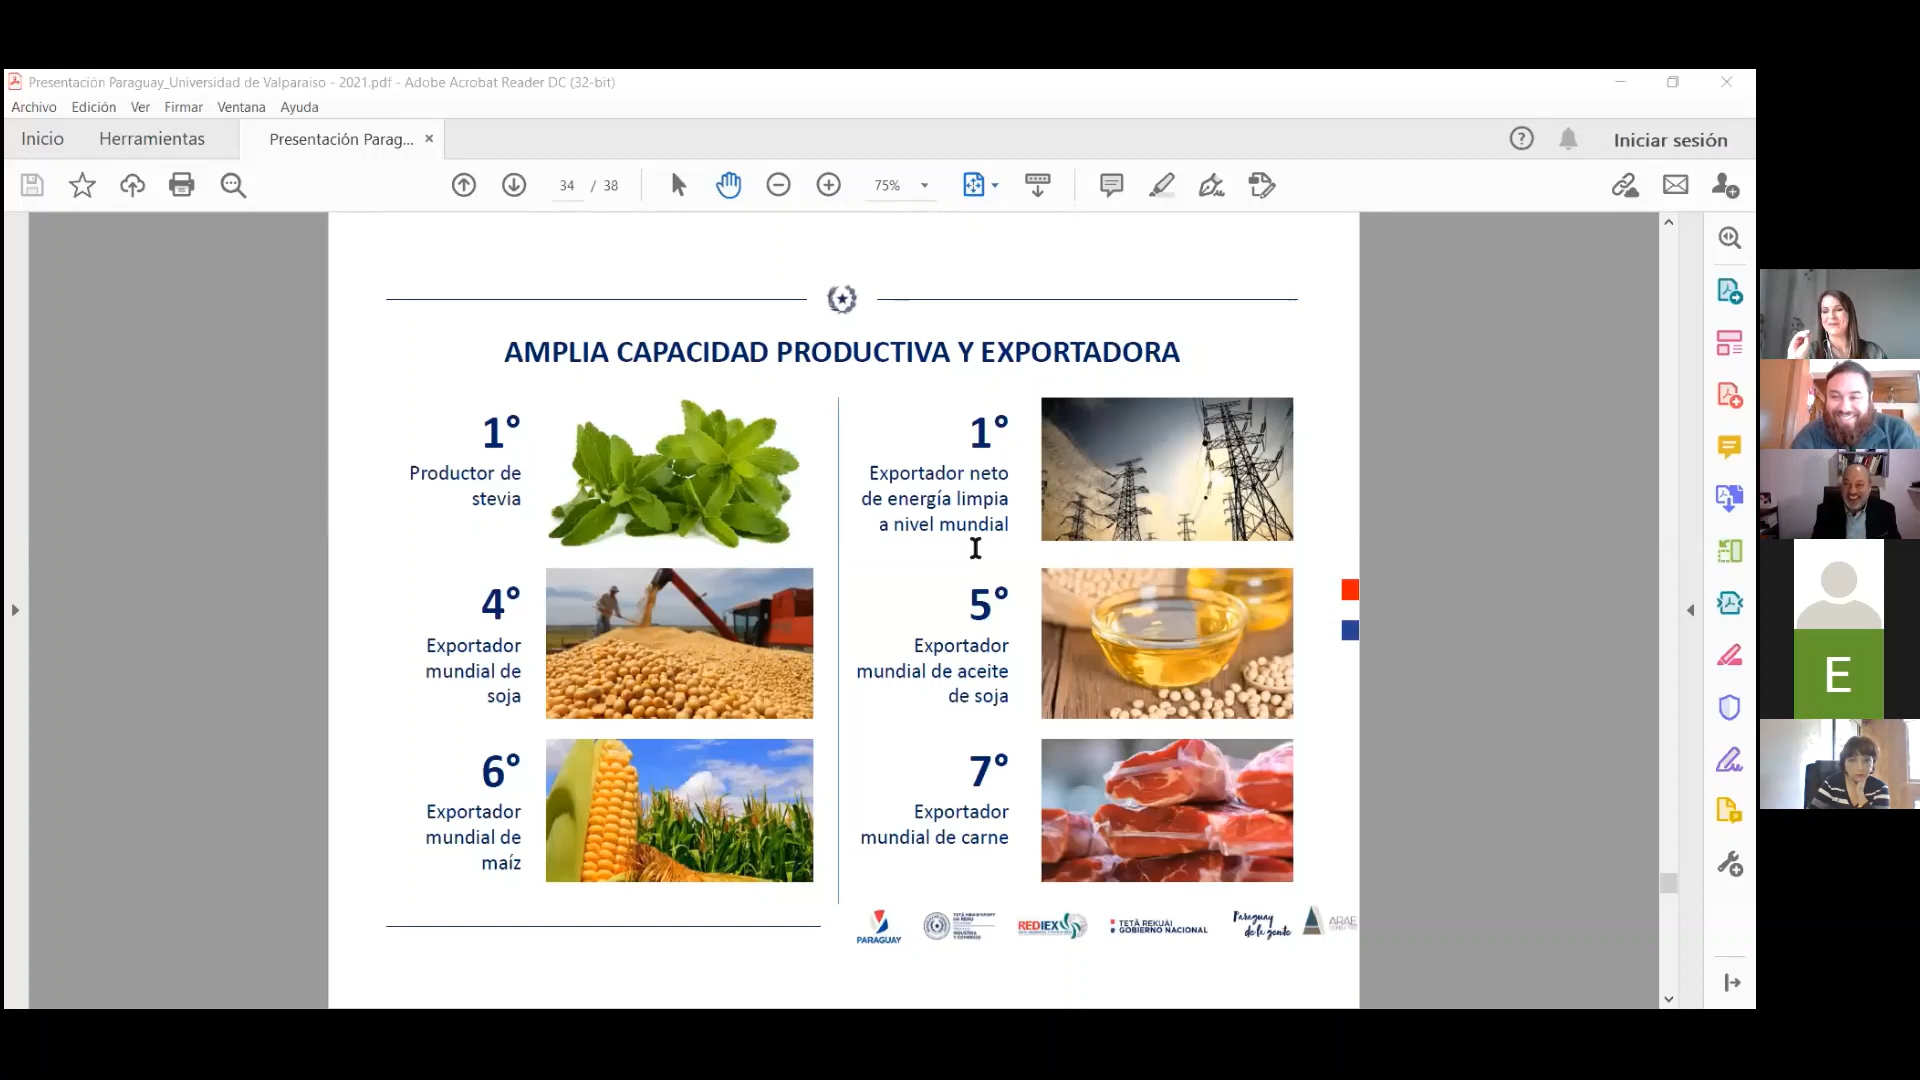 Presentación Paraguay_Universidad de Valparaiso - 2021.pdf - Adobe Acrobat Reader DC (32-bit)
Archivo Edición Ver Firmar Ventana Ayuda
Inicio Herramientas Presentación Parag... Iniciar sesión
34 / 38 75%
AMPLIA CAPACIDAD PRODUCTIVA Y EXPORTADORA
1°
Productor de
stevia
1°
Exportador neto
de energía limpia
a nivel mundial
4°
Exportador
mundial de
soja
5°
Exportador
mundial de aceite
de soja
6°
Exportador
mundial de
maíz
7°
Exportador
mundial de carne
PARAGUAY
REDIEX
TETÃ REKUÁI
GOBIERNO NACIONAL
Paraguay
de la gente
E